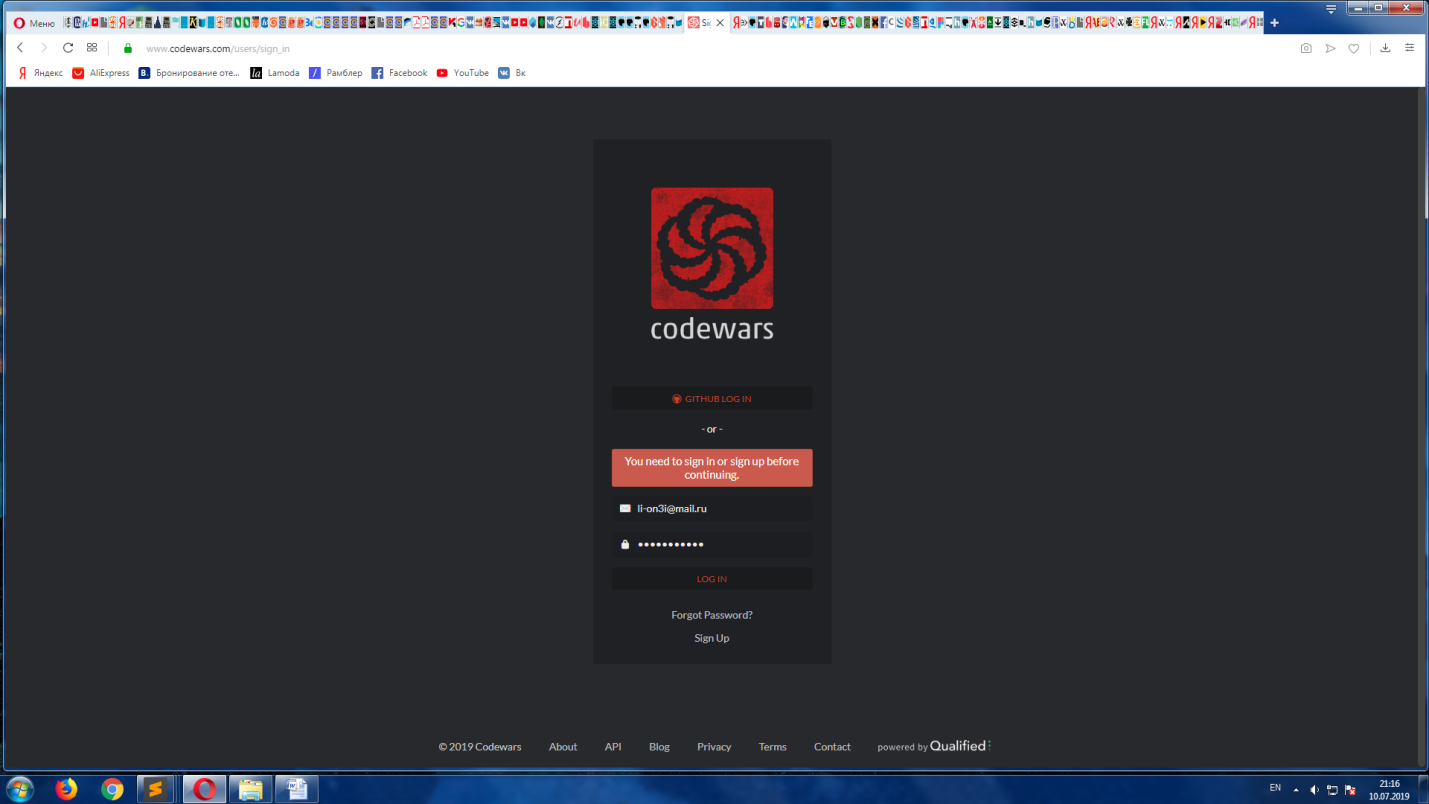 Меню
Si
www.codewars.com/users/sign_in
Яндекс
AliExpress
Бронирование оте...
Lamoda
Рамблер
Facebook
YouTube
Вк
codewars
GITHUB LOG IN
- or -
You need to sign in or sign up before
continuing.
li-on3i@mail.ru
LOG IN
Forgot Password?
Sign Up
© 2019 Codewars
About
API
Blog
Privacy
Terms
Contact
powered by Qualified
EN
21:16
10.07.2019